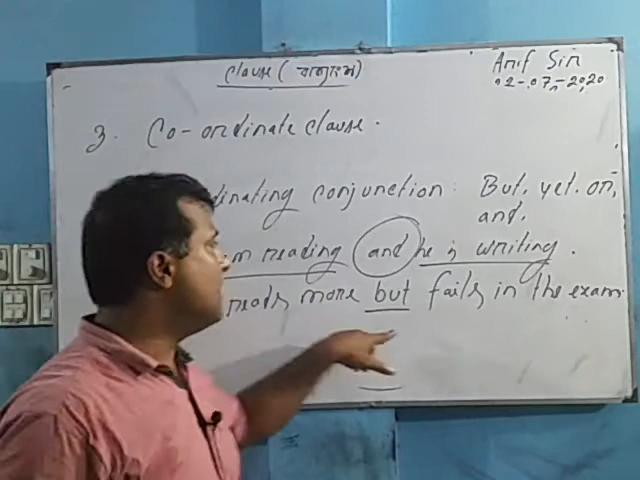 Clause (বাক্যাংশ)
Arif Sir
02-07-2020
3. Co-ordinate clause.
dinating conjunction: But, yet, or,
and.
m reading and he is writing.
reads more but fails in the exam.